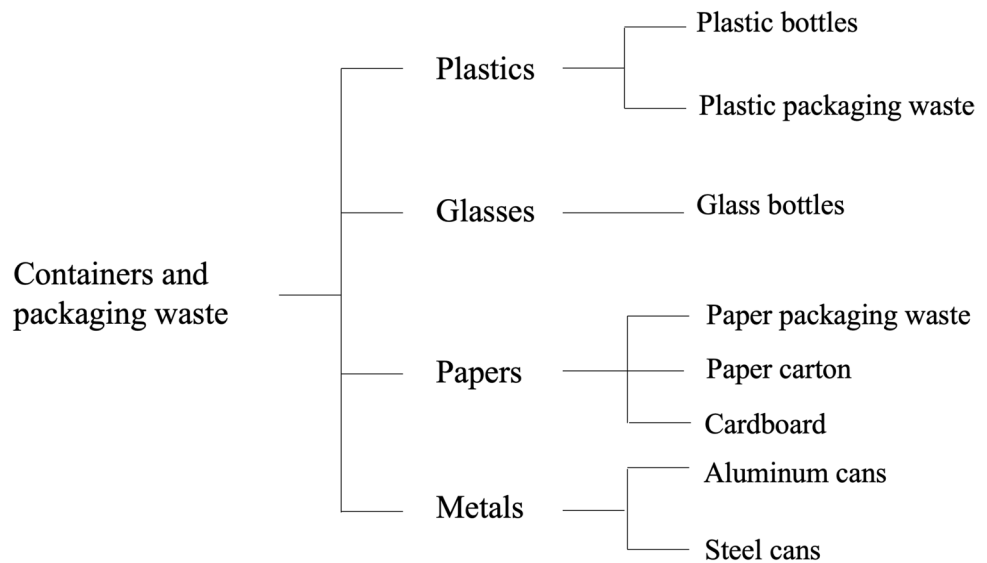 Plastic bottles
Plastics
Plastic packaging waste
Glasses
Glass bottles
Containers and
packaging waste
Paper packaging waste
Papers
Paper carton
Cardboard
Aluminum cans
Metals
Steel cans